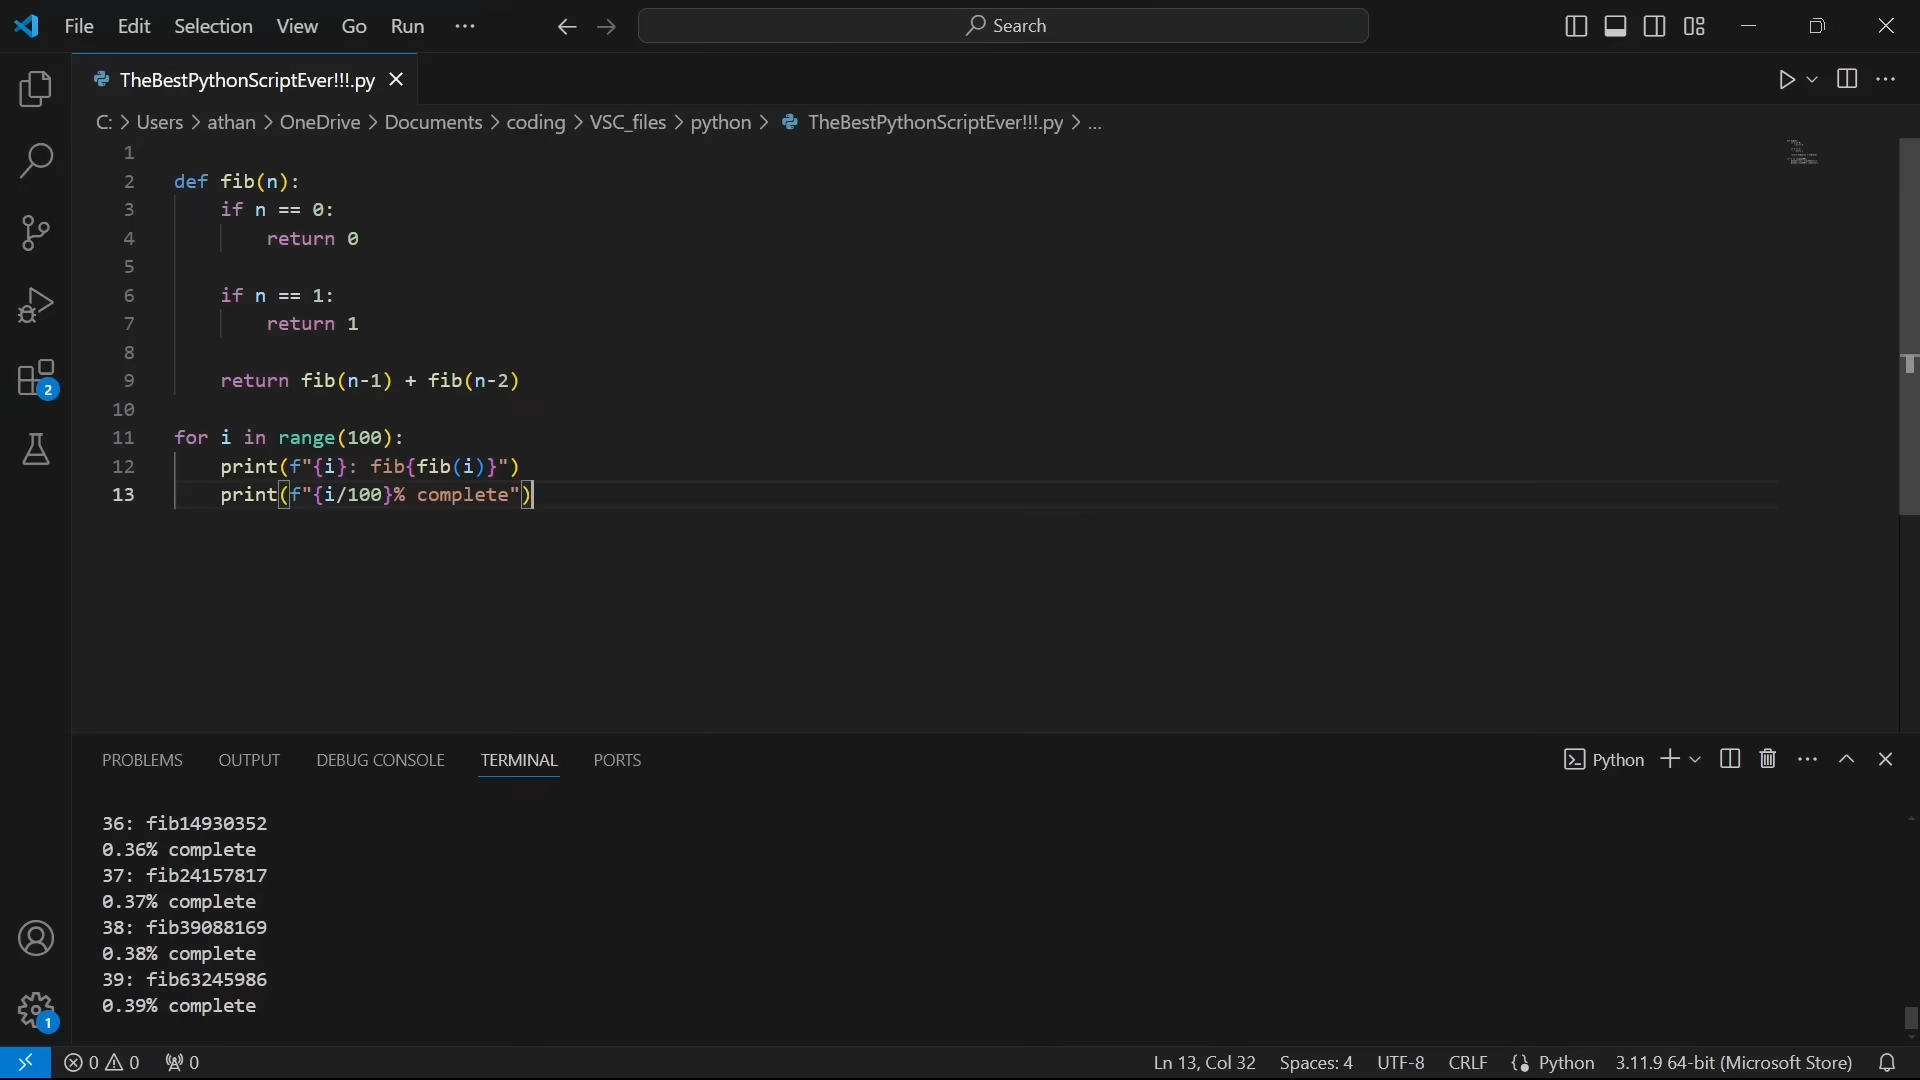 File Edit Selection View Go Run ··· Search
TheBestPythonScriptEver!!!.py
C: > Users > athan > OneDrive > Documents > coding > VSC_files > python > TheBestPythonScriptEver!!!.py > ...
1
2 def fib(n):
3 if n == 0:
4 return 0
5
6 if n == 1:
7 return 1
8
9 return fib(n-1) + fib(n-2)
10
11 for i in range(100):
12 print(f"{i}: fib{fib(i)}")
13 print(f"{i/100}% complete")
2
PROBLEMS OUTPUT DEBUG CONSOLE TERMINAL PORTS Python
36: fib14930352
0.36% complete
37: fib24157817
0.37% complete
38: fib39088169
0.38% complete
39: fib63245986
0.39% complete
1
0 0 0 Ln 13, Col 32 Spaces: 4 UTF-8 CRLF {} Python 3.11.9 64-bit (Microsoft Store)